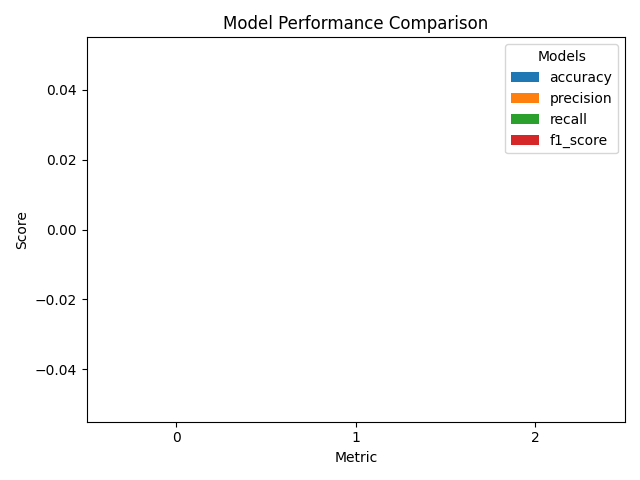 Model Performance Comparison
Models
accuracy
precision
recall
f1_score
0.04
0.02
0.00
−0.02
−0.04
Score
0 1 2
Metric